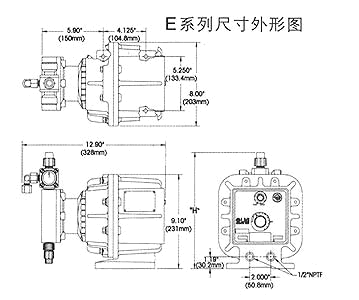 E系列尺寸外形图
5.90"
(150mm)
4.125"
(104.8mm)
5.250"
(133.4mm)
8.00"
(203mm)
12.90"
(328mm)
"H"
9.10"
(231mm)
1.19"
(30.2mm)
2.000"
(50.8mm)
1/2"NPTF